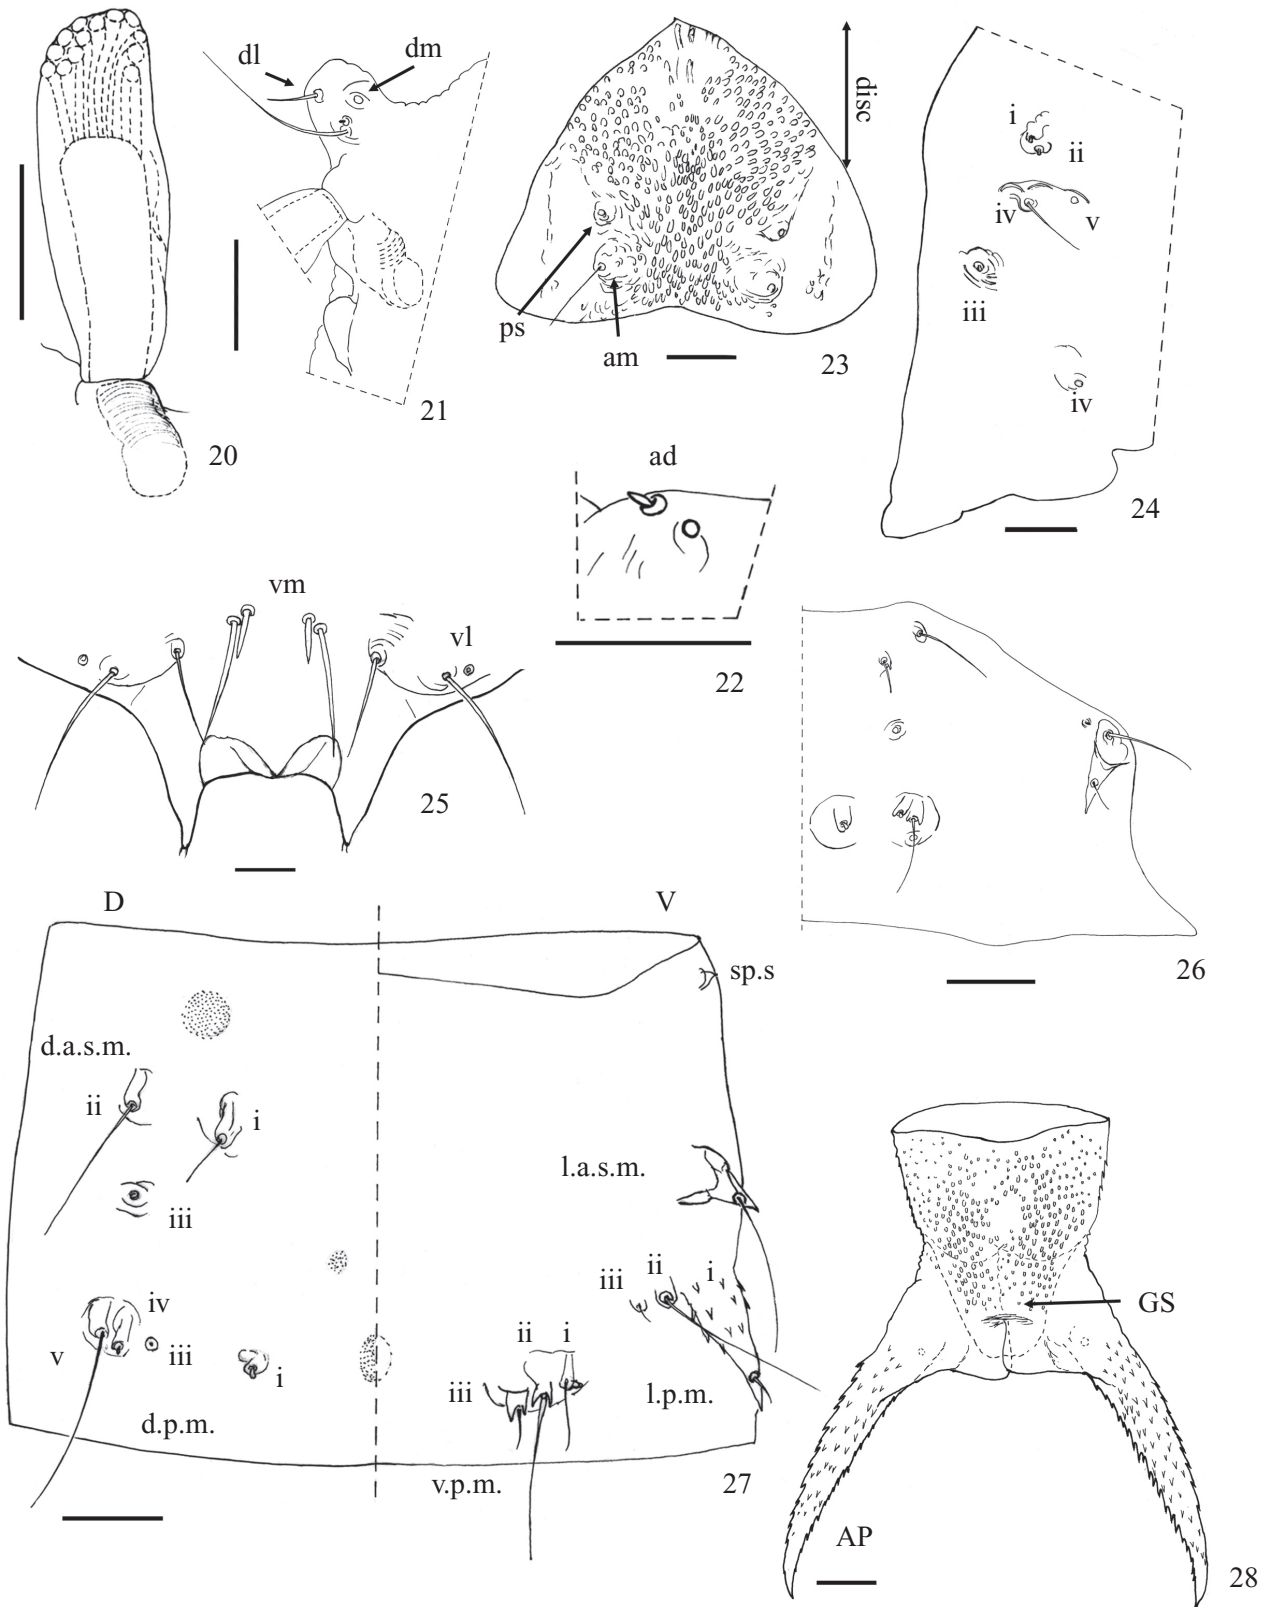 20
dl
dm
21
disc
ps
am
23
i
ii
iv
v
iii
iv
24
ad
22
vm
vl
25
26
D
V
sp.s
d.a.s.m.
ii
i
iii
l.a.s.m.
iv
v
iii
i
d.p.m.
iii
ii
i
l.p.m.
ii
i
iii
v.p.m.
27
GS
AP
28